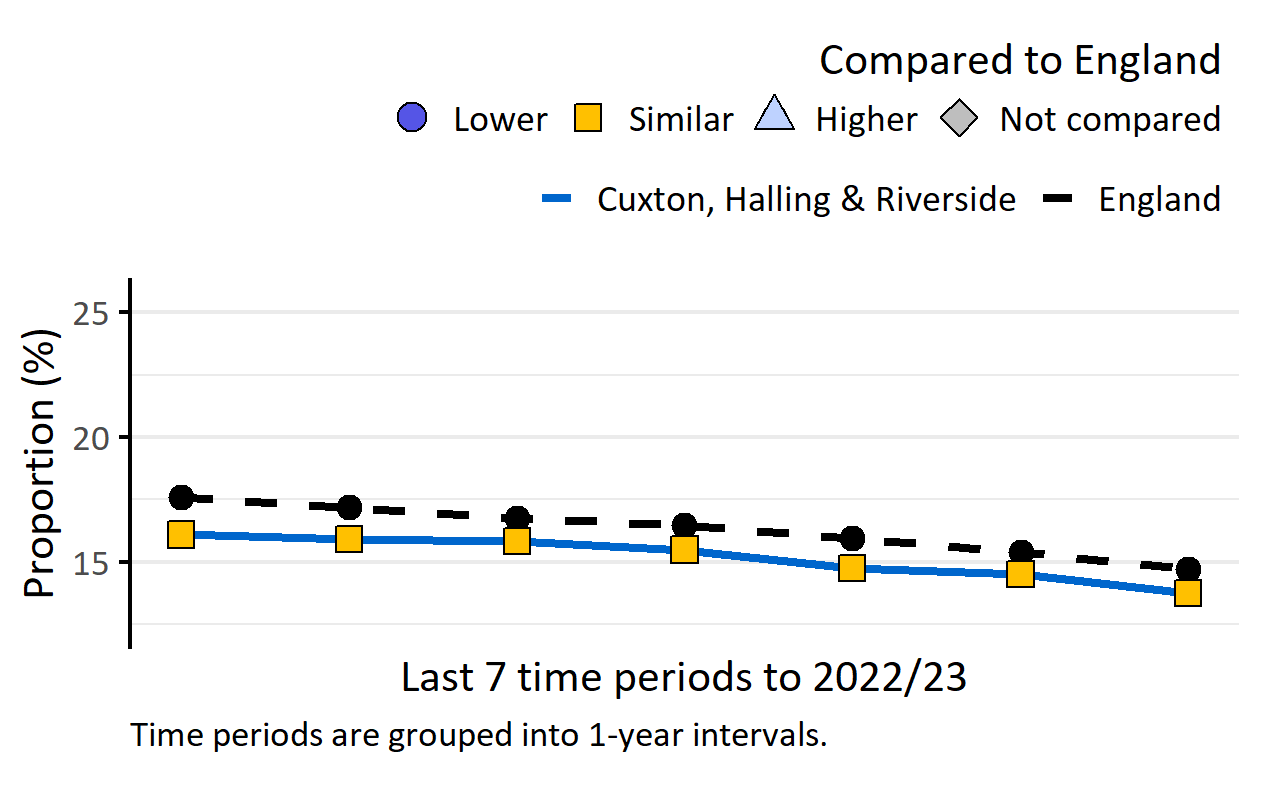 Compared to England
Lower Similar Higher Not compared
Cuxton, Halling & Riverside England
25
20
15
Proportion (%)
Last 7 time periods to 2022/23
Time periods are grouped into 1-year intervals.